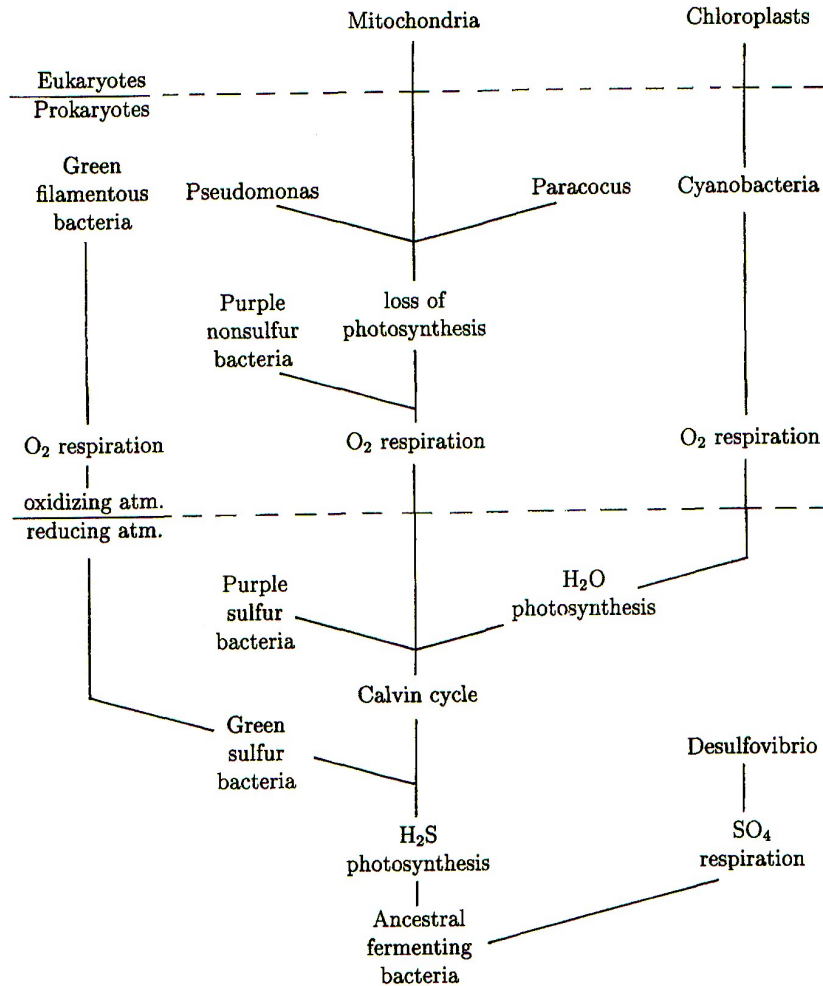 Mitochondria
Chloroplasts
Eukaryotes
Prokaryotes
Green
filamentous
bacteria
Pseudomonas
Paracocus
Cyanobacteria
Purple
nonsulfur
bacteria
loss of
photosynthesis
O₂ respiration
O₂ respiration
O₂ respiration
oxidizing atm.
reducing atm.
Purple
sulfur
bacteria
H₂O
photosynthesis
Calvin cycle
Green
sulfur
bacteria
Desulfovibrio
H₂S
photosynthesis
SO₄
respiration
Ancestral
fermenting
bacteria